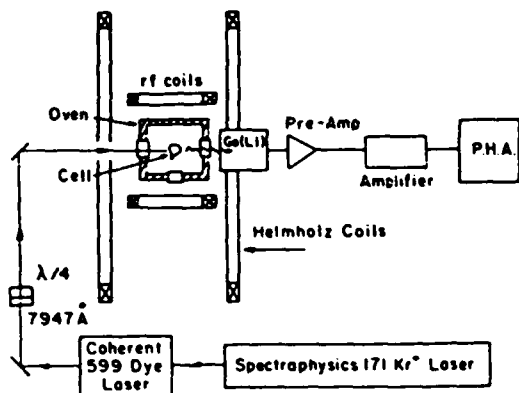 rf coils
Oven
Cell
Ge(Li)
Pre-Amp
Amplifier
P.H.A.
Helmholz Coils
λ/4
7947Å
Coherent
599 Dye
Laser
Spectraphysics 171 Kr⁺ Laser